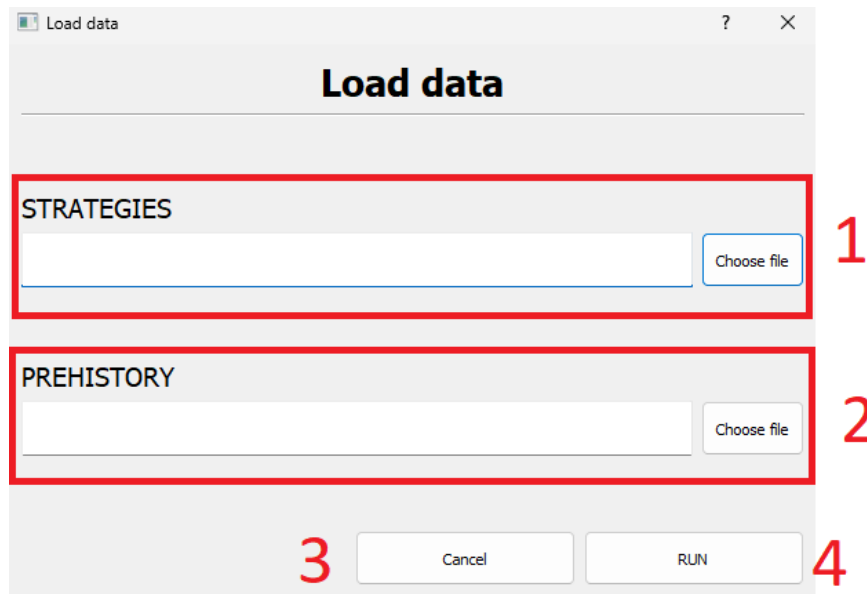 Load data ?
Load data
STRATEGIES
Choose file
1
PREHISTORY
Choose file
2
3 Cancel RUN 4